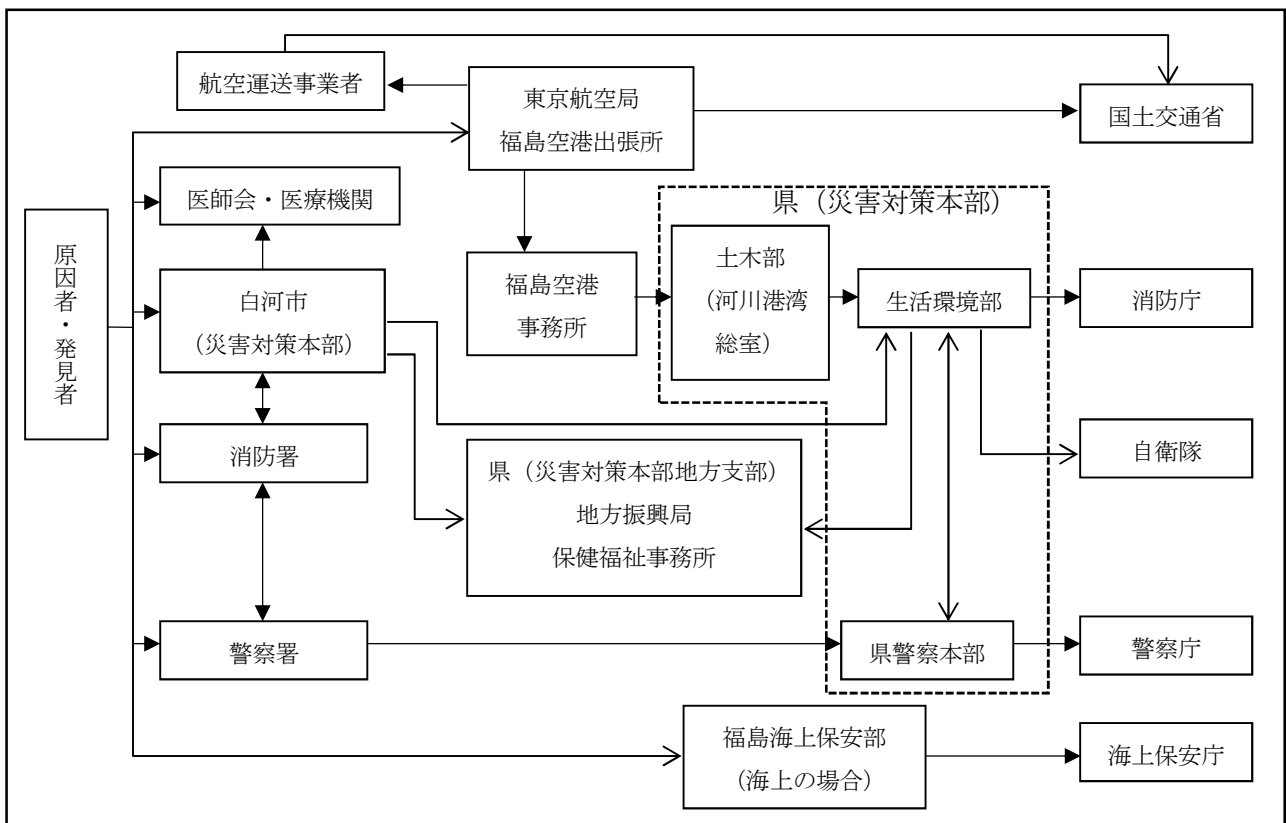 航空運送事業者
東京航空局
福島空港出張所
国土交通省
医師会・医療機関
県（災害対策本部）
原因者・発見者
白河市
（災害対策本部）
福島空港
事務所
土木部
（河川港湾
総室）
生活環境部
消防庁
消防署
県（災害対策本部地方支部）
地方振興局
保健福祉事務所
自衛隊
警察署
県警察本部
警察庁
福島海上保安部
（海上の場合）
海上保安庁